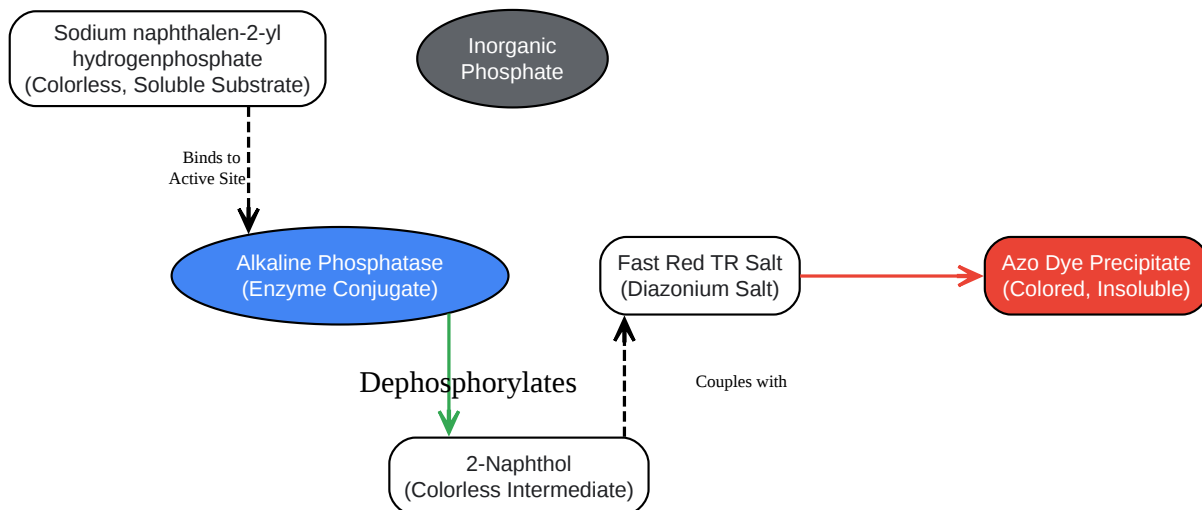 Sodium naphthalen-2-yl
hydrogenphosphate
(Colorless, Soluble Substrate)
Inorganic
Phosphate
Binds to
Active Site
Alkaline Phosphatase
(Enzyme Conjugate)
Fast Red TR Salt
(Diazonium Salt)
Azo Dye Precipitate
(Colored, Insoluble)
Dephosphorylates
Couples with
2-Naphthol
(Colorless Intermediate)